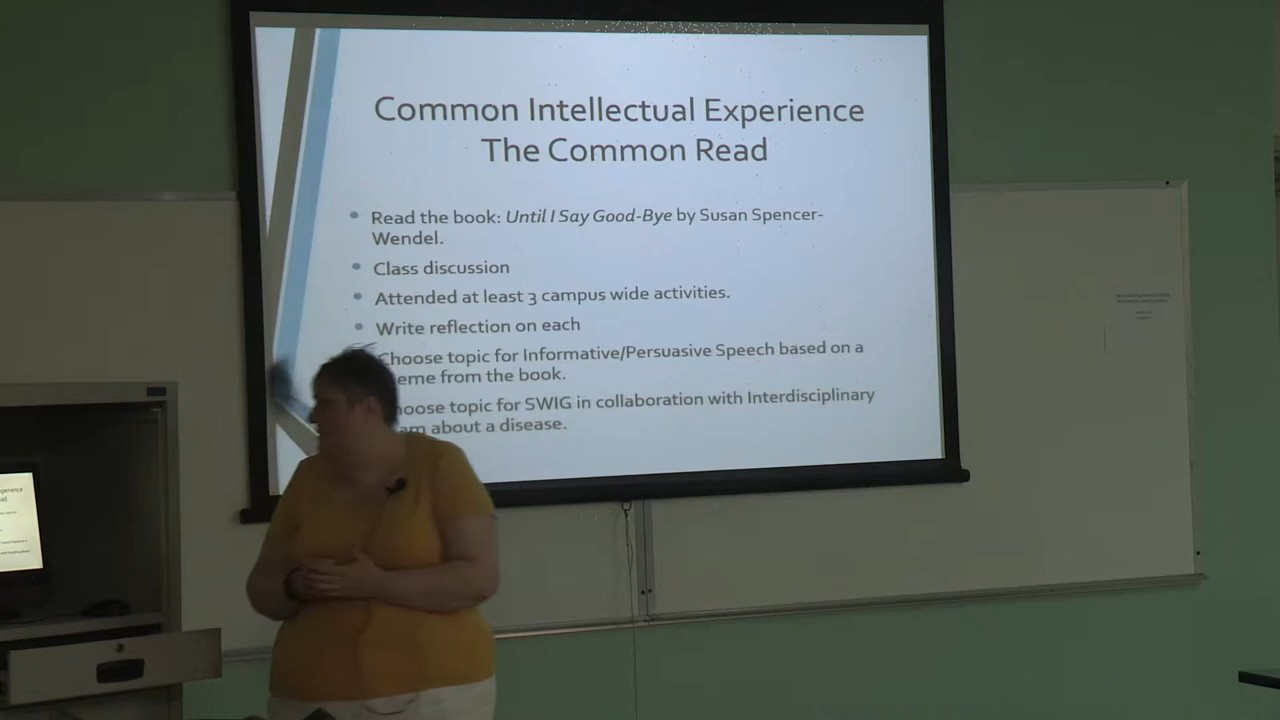 Common Intellectual Experience
The Common Read
Read the book: Until I Say Good-Bye by Susan Spencer-
Wendel.
Class discussion
Attended at least 3 campus wide activities.
Write reflection on each
Choose topic for Informative/Persuasive Speech based on a
eme from the book.
hoose topic for SWIG in collaboration with Interdisciplinary
am about a disease.